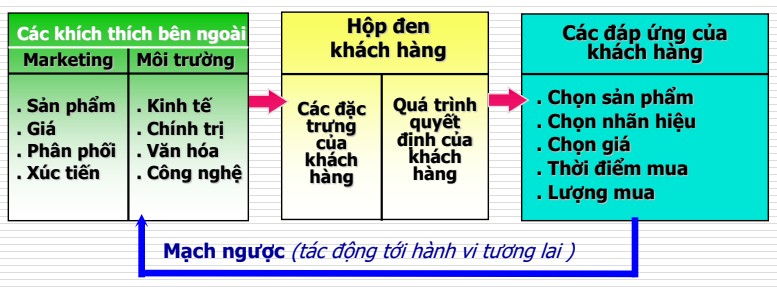 Các khích thích bên ngoài
Marketing
Môi trường
. Sản phẩm
. Giá
. Phân phối
. Xúc tiến
. Kinh tế
. Chính trị
. Văn hóa
. Công nghệ
Hộp đen
khách hàng
Các đặc
trưng
của
khách
hàng
Quá trình
quyết
định của
khách
hàng
Các đáp ứng của
khách hàng
. Chọn sản phẩm
. Chọn nhãn hiệu
. Chọn giá
. Thời điểm mua
. Lượng mua
Mạch ngược (tác động tới hành vi tương lai )